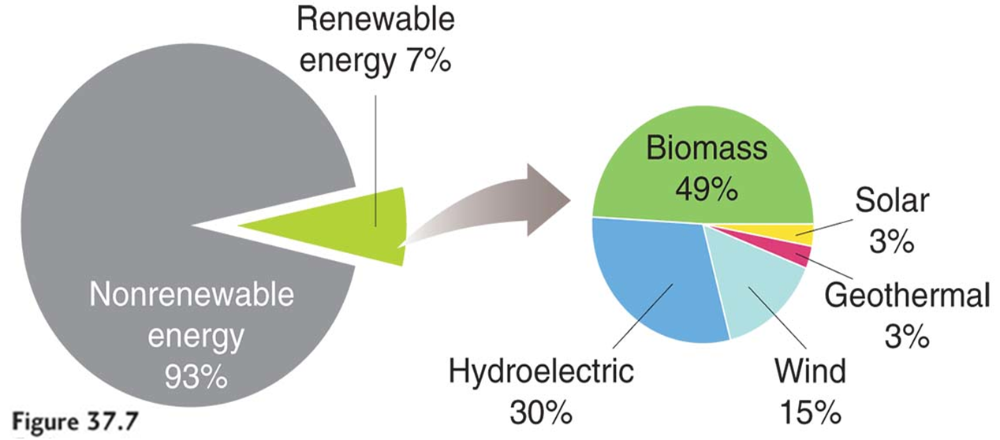 Renewable
energy 7%
Nonrenewable
energy
93%
Biomass
49%
Solar
3%
Geothermal
3%
Hydroelectric
30%
Wind
15%
Figure 37.7